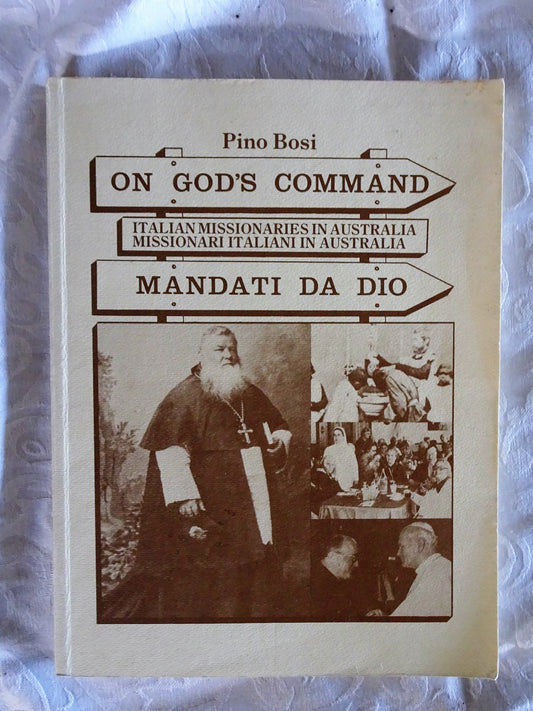 Pino Bosi
ON GOD'S COMMAND
ITALIAN MISSIONARIES IN AUSTRALIA
MISSIONARI ITALIANI IN AUSTRALIA
MANDATI DA DIO